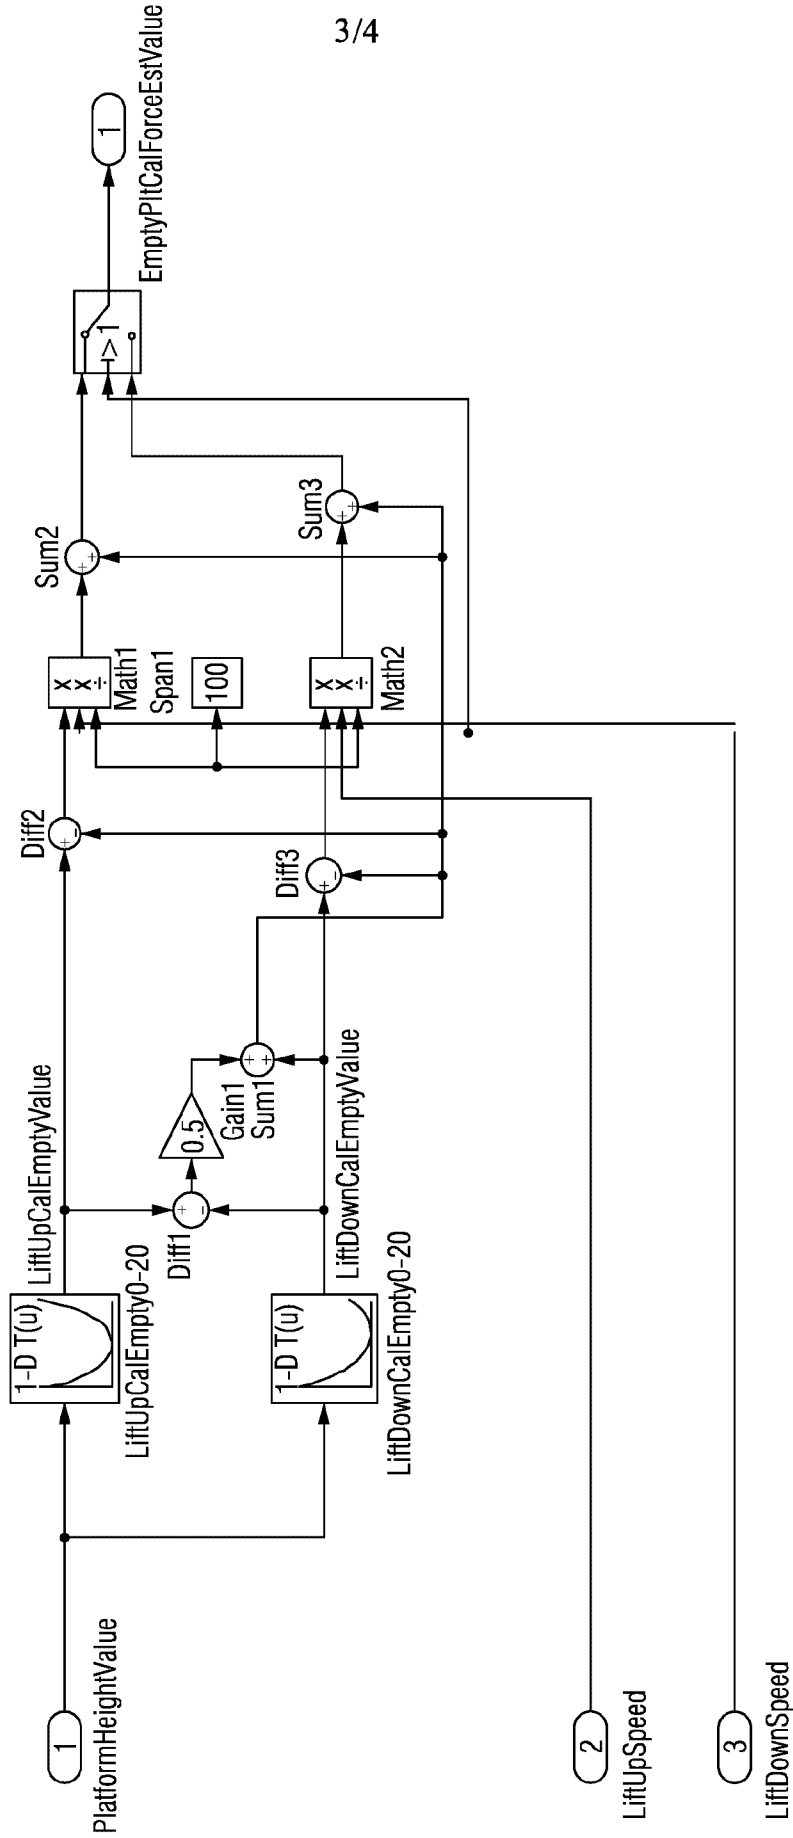 3/4
1
PlatformHeightValue
2
LiftUpSpeed
3
LiftDownSpeed
1-D T(u)
LiftUpCalEmpty0-20
LiftUpCalEmptyValue
1-D T(u)
LiftDownCalEmpty0-20
LiftDownCalEmptyValue
+
-
Diff1
0.5
Gain1
+ +
Sum1
+
-
Diff2
+
-
Diff3
X
X
÷
Math1
Span1
100
X
X
÷
Math2
+
+
Sum2
+
+
Sum3
>1
1
EmptyPltCalForceEstValue